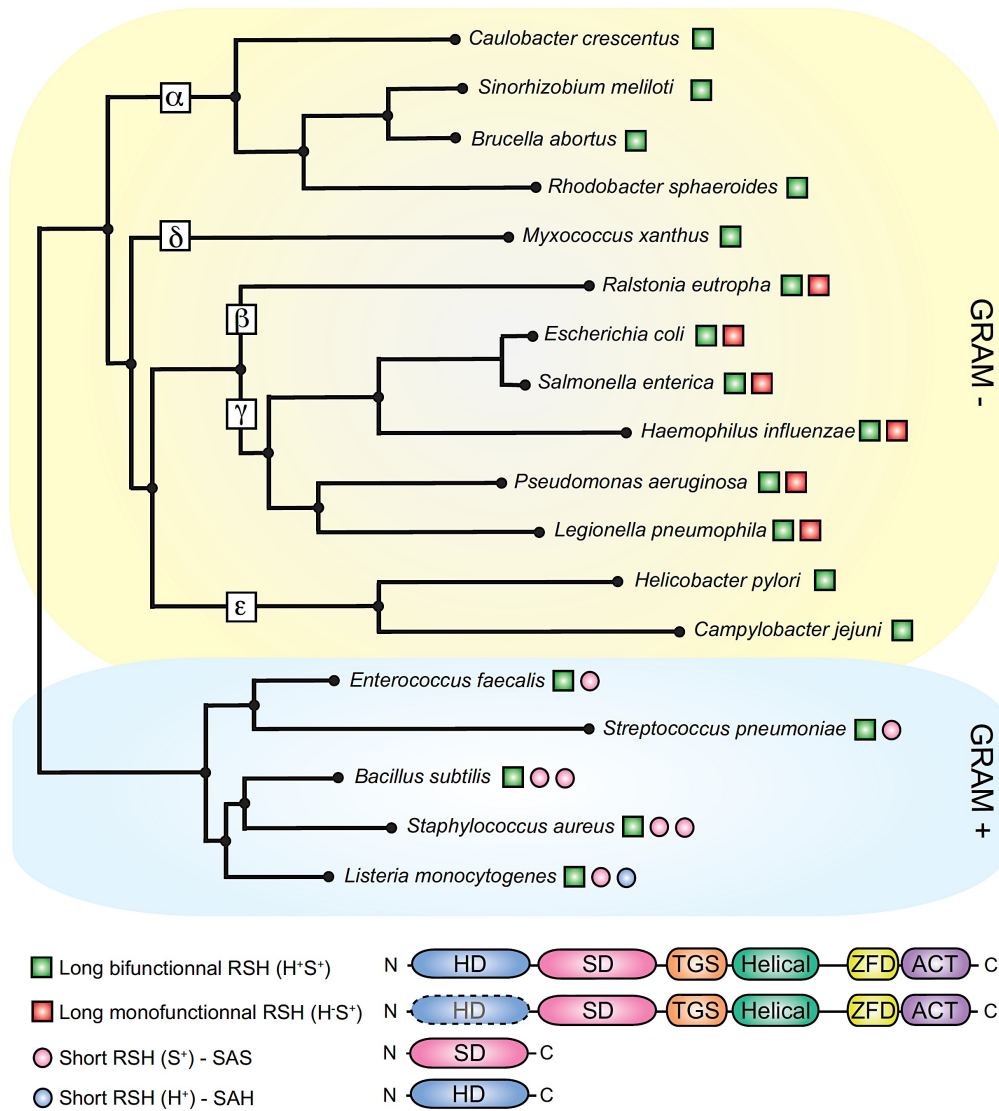 Caulobacter crescentus
Sinorhizobium meliloti
α
Brucella abortus
Rhodobacter sphaeroides
δ
Myxococcus xanthus
Ralstonia eutropha
β
Escherichia coli
GRAM -
Salmonella enterica
γ
Haemophilus influenzae
Pseudomonas aeruginosa
Legionella pneumophila
Helicobacter pylori
ε
Campylobacter jejuni
Enterococcus faecalis
Streptococcus pneumoniae
GRAM +
Bacillus subtilis
Staphylococcus aureus
Listeria monocytogenes
Long bifunctionnal RSH (H⁺S⁺) N HD SD TGS Helical ZFD ACT C
Long monofunctionnal RSH (H⁻S⁺) N HD SD TGS Helical ZFD ACT C
Short RSH (S⁺) - SAS N SD C
Short RSH (H⁺) - SAH N HD C